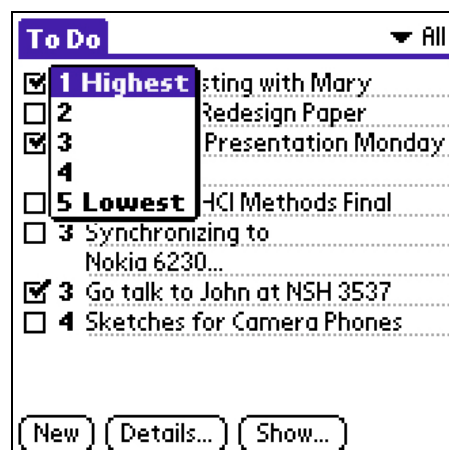 To Do
All
1 Highest sting with Mary
2 Redesign Paper
3 Presentation Monday
4
5 Lowest HCI Methods Final
3 Synchronizing to
Nokia 6230...
3 Go talk to John at NSH 3537
4 Sketches for Camera Phones
New Details... Show...